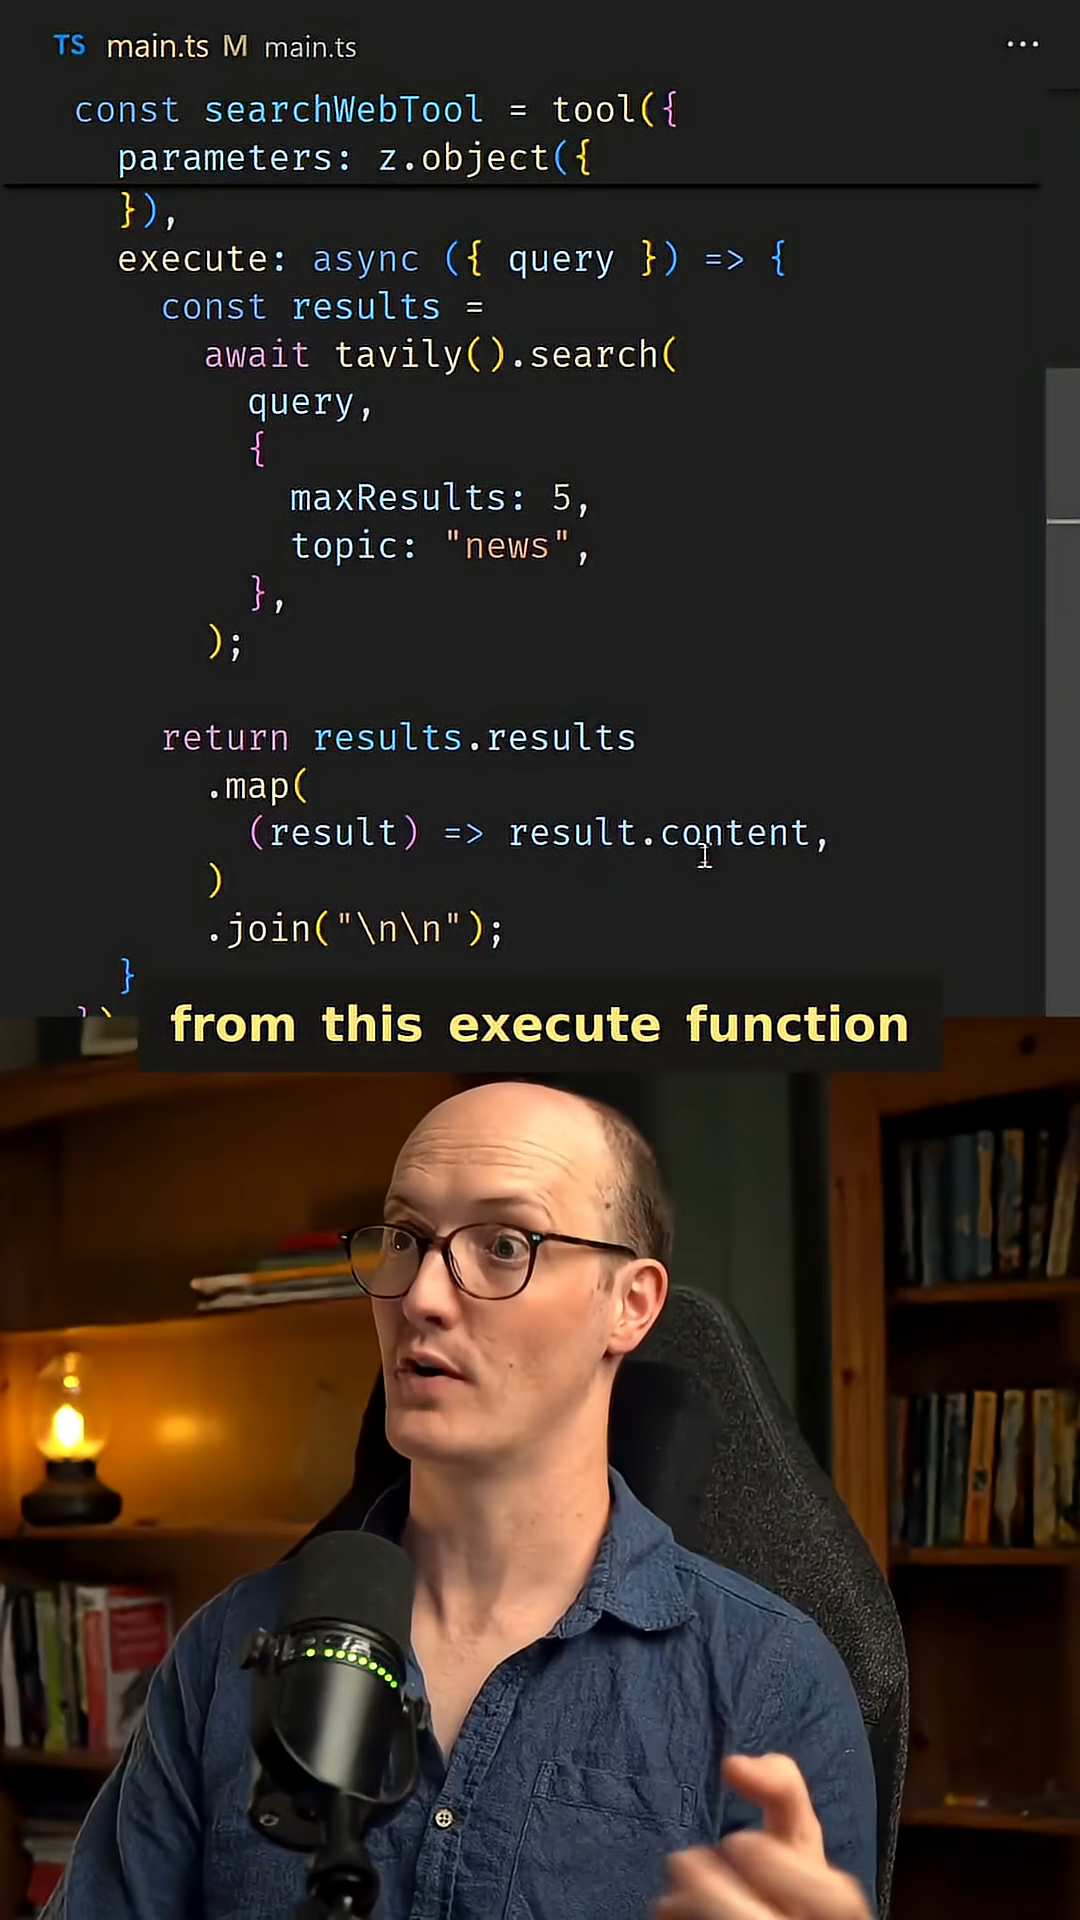 TS main.ts M main.ts ...
const searchWebTool = tool({
parameters: z.object({
}),
execute: async ({ query }) => {
const results =
await tavily().search(
query,
{
maxResults: 5,
topic: "news",
},
);
return results.results
.map(
(result) => result.content,
)
.join("\n\n");
}
})
from this execute function